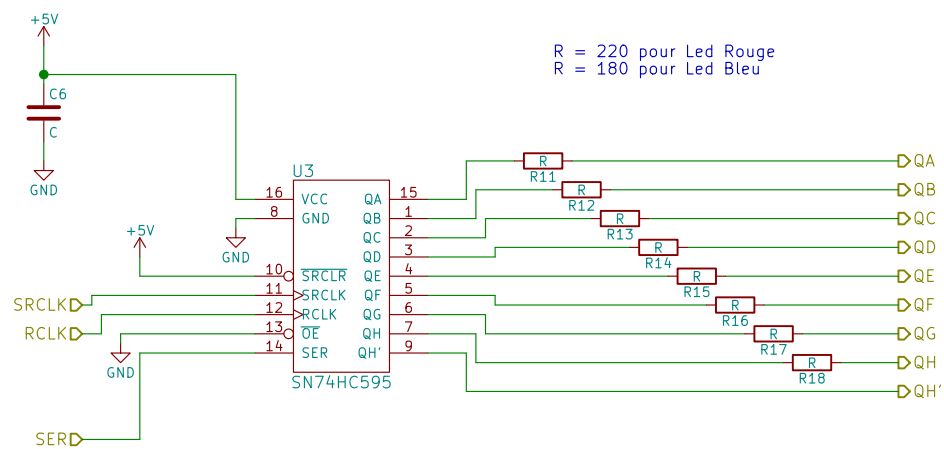 +5V
R = 220 pour Led Rouge
R = 180 pour Led Bleu
C6
C
GND
U3
16 VCC
8 GND
GND
+5V
10 SRCLR
11 SRCLK
12 RCLK
13 OE
14 SER
QA 15
QB 1
QC 2
QD 3
QE 4
QF 5
QG 6
QH 7
QH' 9
SN74HC595
SRCLK
RCLK
GND
SER
R
R11
R
R12
R
R13
R
R14
R
R15
R
R16
R
R17
R
R18
QA
QB
QC
QD
QE
QF
QG
QH
QH'